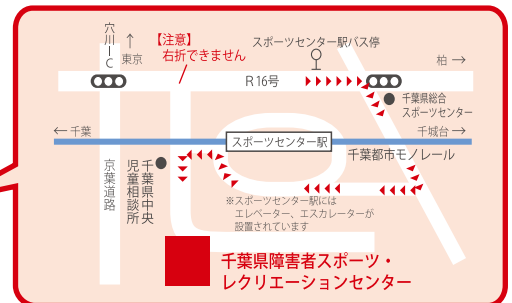 穴川IC
↑
東京
【注意】
右折できません
スポーツセンター駅バス停
柏→
R16号
千葉県総合
スポーツセンター
←千葉
スポーツセンター駅
千城台→
千葉都市モノレール
京葉道路
千葉県中央
児童相談所
※スポーツセンター駅には
エレベーター、エスカレーターが
設置されています
千葉県障害者スポーツ・
レクリエーションセンター